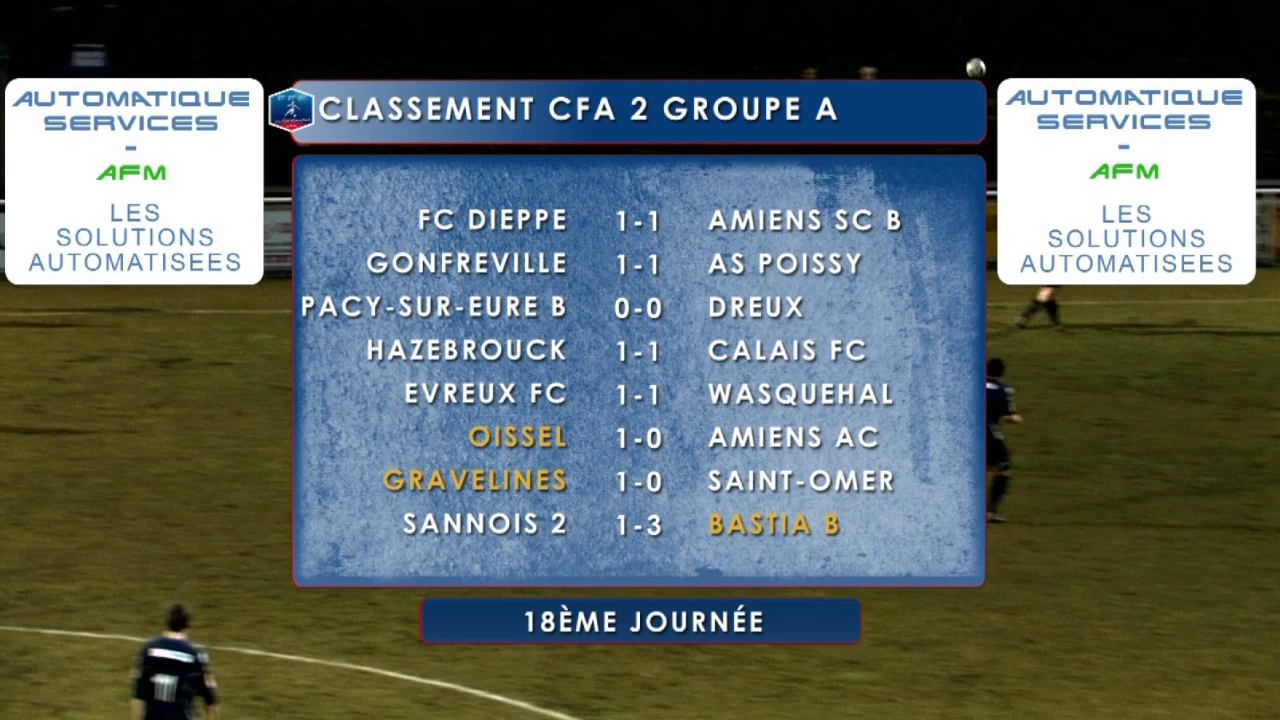 AUTOMATIQUE
SERVICES
-
AFM
LES
SOLUTIONS
AUTOMATISEES
CLASSEMENT CFA 2 GROUPE A
FC DIEPPE 1-1 AMIENS SC B
GONFREVILLE 1-1 AS POISSY
PACY-SUR-EURE B 0-0 DREUX
HAZEBROUCK 1-1 CALAIS FC
EVREUX FC 1-1 WASQUEHAL
OISSEL 1-0 AMIENS AC
GRAVELINES 1-0 SAINT-OMER
SANNOIS 2 1-3 BASTIA B
18ÈME JOURNÉE
AUTOMATIQUE
SERVICES
-
AFM
LES
SOLUTIONS
AUTOMATISEES